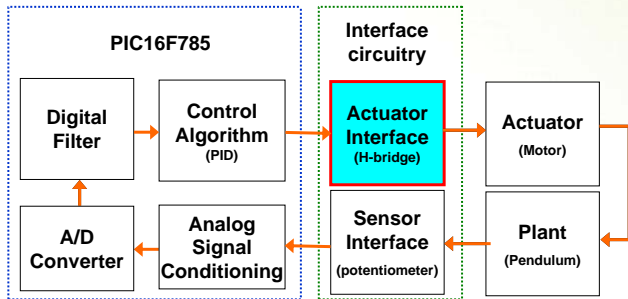 PIC16F785
Interface
circuitry
Digital
Filter
Control
Algorithm
(PID)
Actuator
Interface
(H-bridge)
Actuator
(Motor)
A/D
Converter
Analog
Signal
Conditioning
Sensor
Interface
(potentiometer)
Plant
(Pendulum)